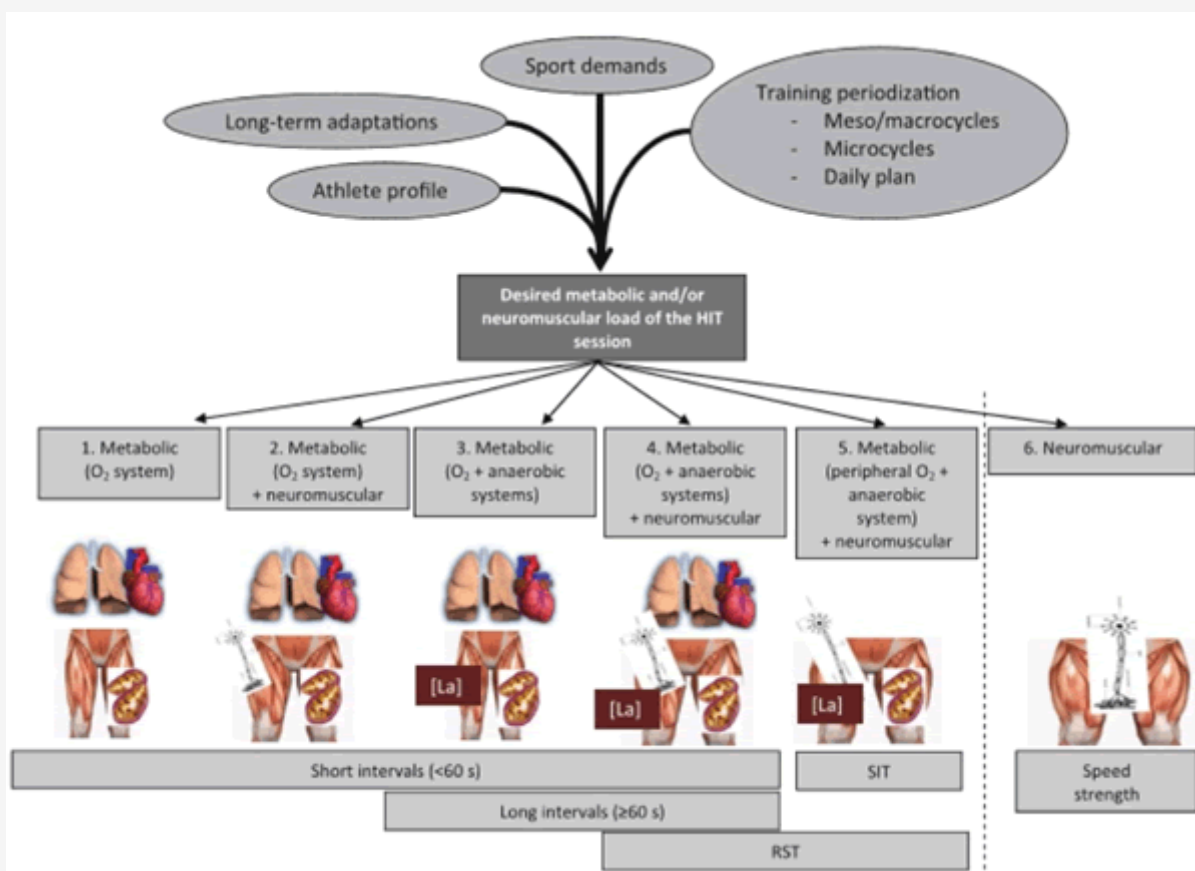 Sport demands
Long-term adaptations
Athlete profile
Training periodization
- Meso/macrocycles
- Microcycles
- Daily plan
Desired metabolic and/or
neuromuscular load of the HIT
session
1. Metabolic
(O₂ system)
2. Metabolic
(O₂ system)
+ neuromuscular
3. Metabolic
(O₂ + anaerobic
systems)
4. Metabolic
(O₂ + anaerobic
systems)
+ neuromuscular
5. Metabolic
(peripheral O₂ +
anaerobic
system)
+ neuromuscular
6. Neuromuscular
[La]
[La]
[La]
Short intervals (<60 s)
SIT
Speed
strength
Long intervals (≥60 s)
RST